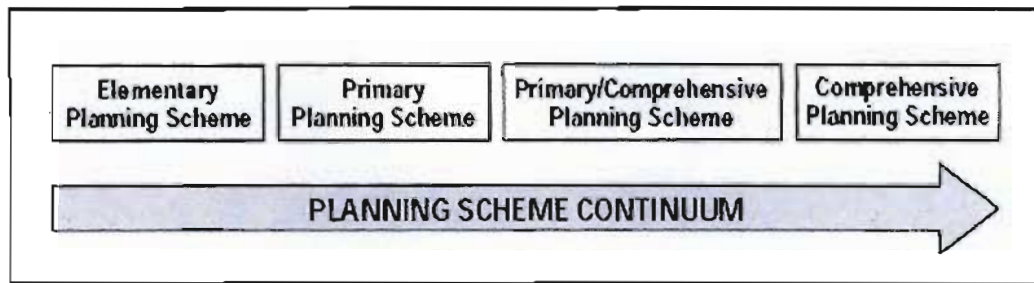 Elementary
Planning Scheme
Primary
Planning Scheme
Primary/Comprehensive
Planning Scheme
Comprehensive
Planning Scheme
PLANNING SCHEME CONTINUUM